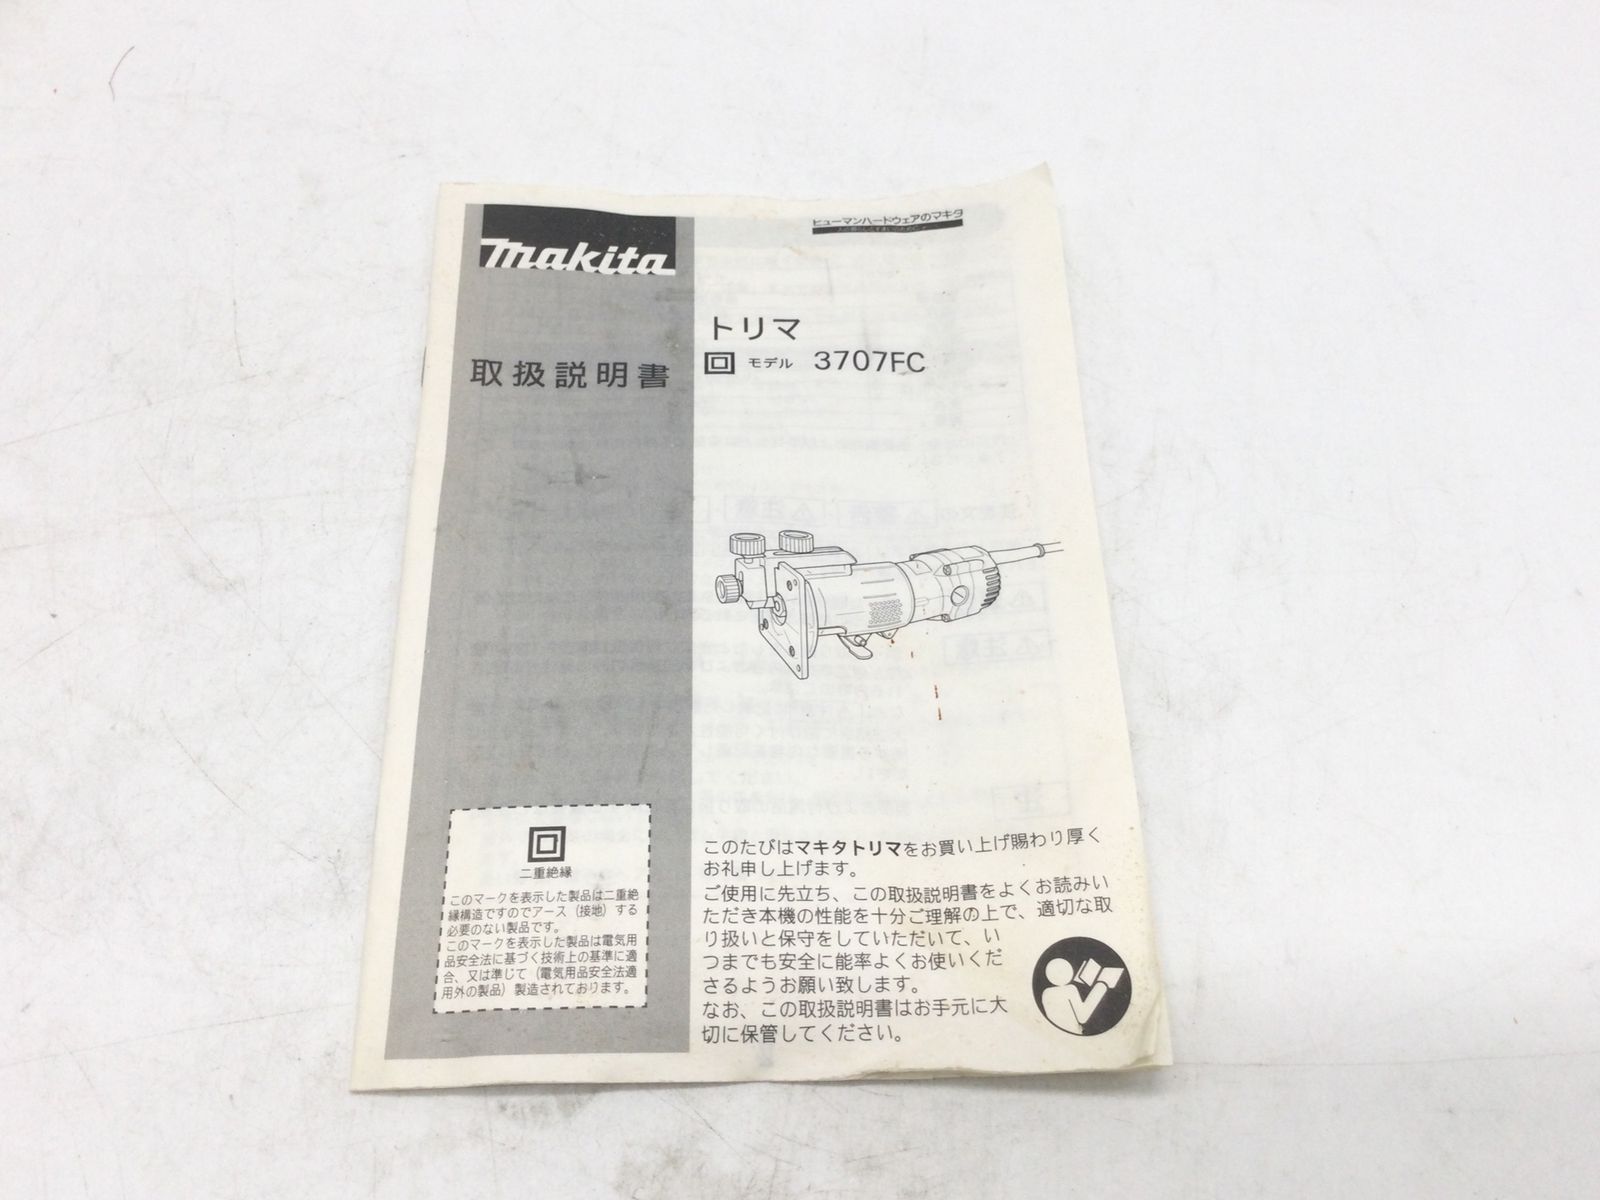 makita
ヒューマンハードウェアのマキタ
トリマ
モデル 3707FC
取扱説明書
二重絶縁
このマークを表示した製品は二重絶
縁構造ですのでアース（接地）する
必要のない製品です。
このマークを表示した製品は電気用
品安全法に基づく技術上の基準に適
合、又は準じて（電気用品安全法適
用外の製品）製造されております。
このたびはマキタトリマをお買い上げ賜わり厚く
お礼申し上げます。
ご使用に先立ち、この取扱説明書をよくお読みい
ただき本機の性能を十分ご理解の上で、適切な取
り扱いと保守をしていただいて、い
つまでも安全に能率よくお使いくだ
さるようお願い致します。
なお、この取扱説明書はお手元に大
切に保管してください。